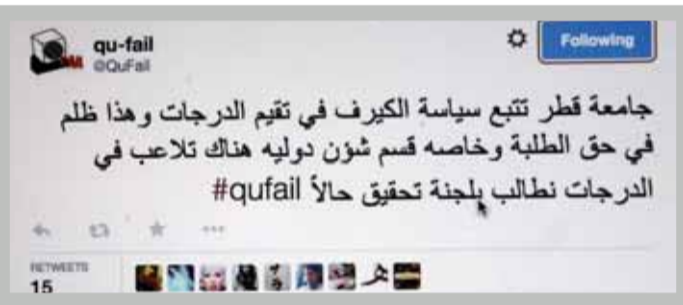 qu-fail
@QuFail
Following
جامعة قطر تتبع سياسة الكيرف في تقيم الدرجات وهذا ظلم
في حق الطلبة وخاصه قسم شؤن دوليه هناك تلاعب في
الدرجات نطالب بلجنة تحقيق حالاً qufail#
RETWEETS
15